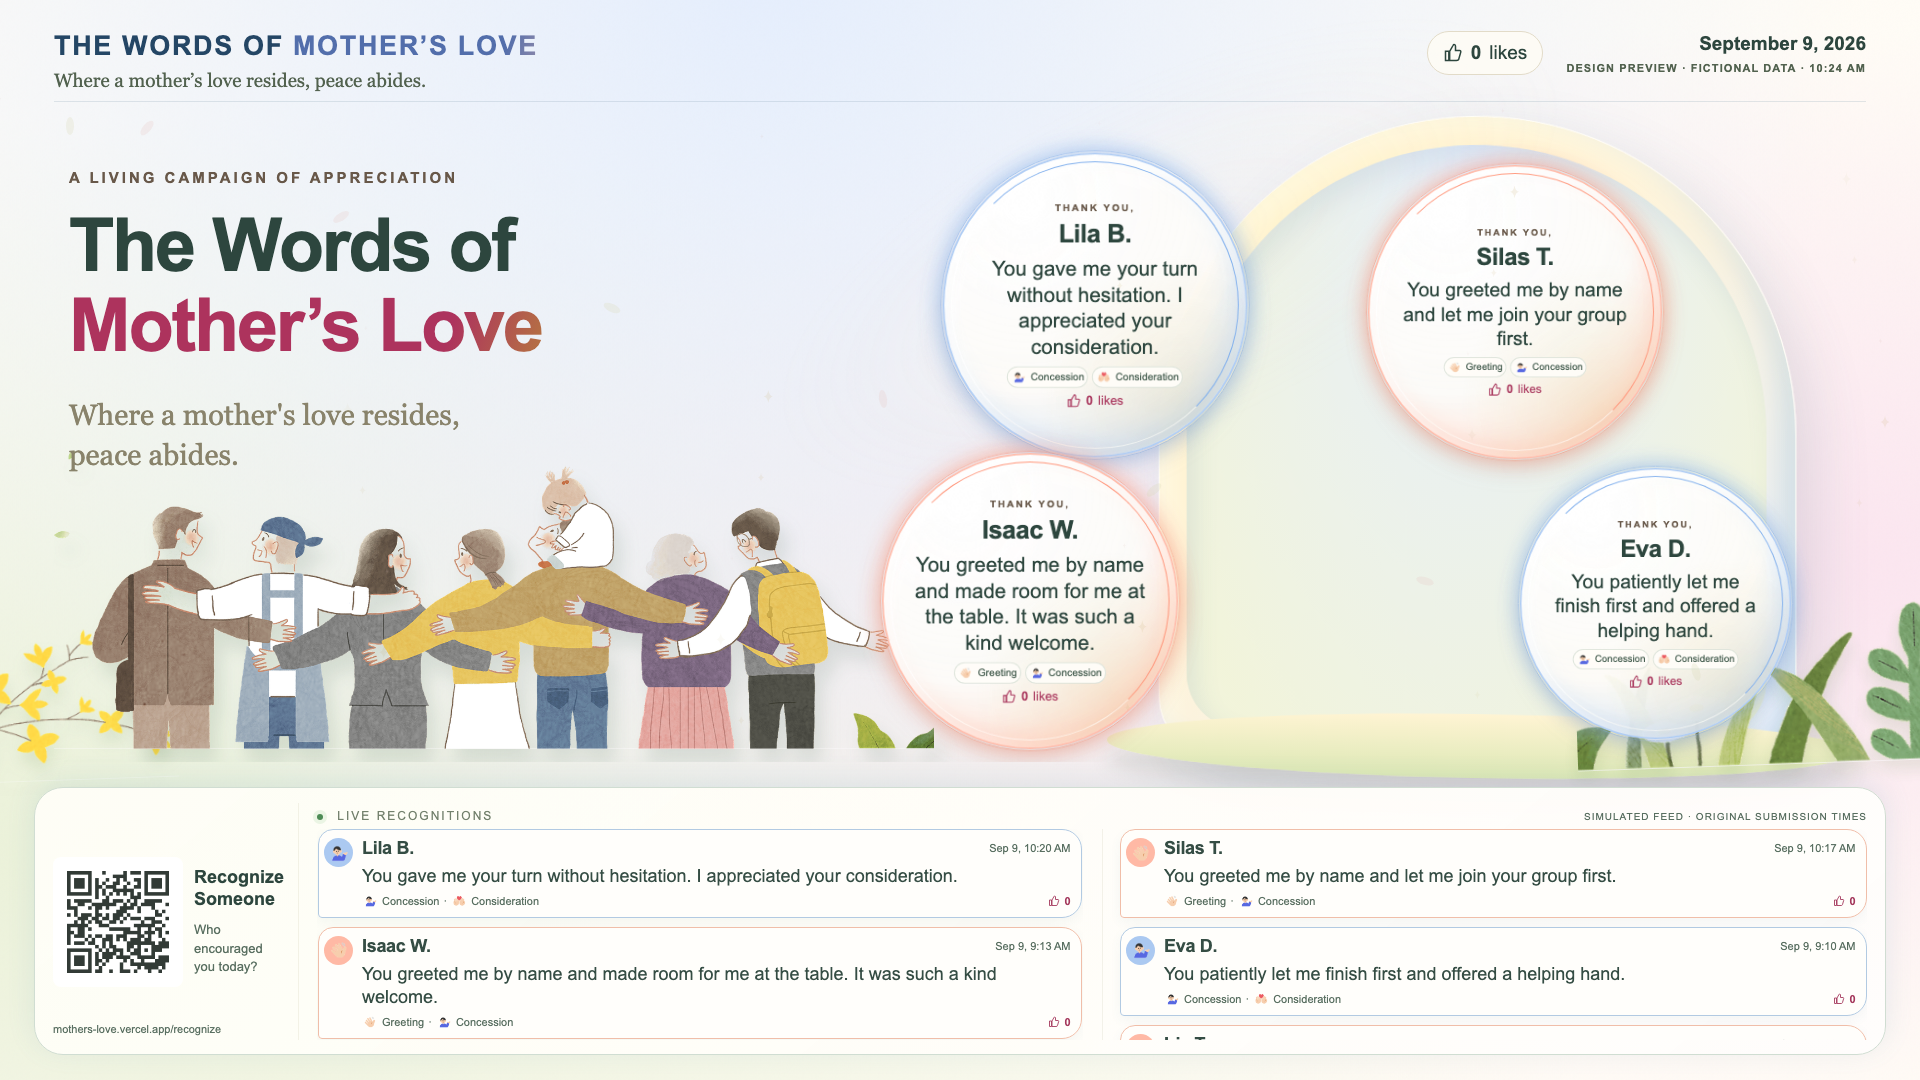 THE WORDS OF MOTHER’S LOVE
Where a mother’s love resides, peace abides.
0 likes
September 9, 2026
DESIGN PREVIEW · FICTIONAL DATA · 10:24 AM
A LIVING CAMPAIGN OF APPRECIATION
The Words of
Mother’s Love
Where a mother's love resides,
peace abides.
THANK YOU,
Lila B.
You gave me your turn
without hesitation. I
appreciated your
consideration.
Concession Consideration
0 likes
THANK YOU,
Silas T.
You greeted me by name
and let me join your group
first.
Greeting Concession
0 likes
THANK YOU,
Isaac W.
You greeted me by name
and made room for me at
the table. It was such a
kind welcome.
Greeting Concession
0 likes
THANK YOU,
Eva D.
You patiently let me
finish first and offered a
helping hand.
Concession Consideration
0 likes
Recognize
Someone
Who
encouraged
you today?
mothers-love.vercel.app/recognize
LIVE RECOGNITIONS
SIMULATED FEED · ORIGINAL SUBMISSION TIMES
Lila B.
Sep 9, 10:20 AM
You gave me your turn without hesitation. I appreciated your consideration.
Concession · Consideration
0
Isaac W.
Sep 9, 9:13 AM
You greeted me by name and made room for me at the table. It was such a kind
welcome.
Greeting · Concession
0
Silas T.
Sep 9, 10:17 AM
You greeted me by name and let me join your group first.
Greeting · Concession
0
Eva D.
Sep 9, 9:10 AM
You patiently let me finish first and offered a helping hand.
Concession · Consideration
0